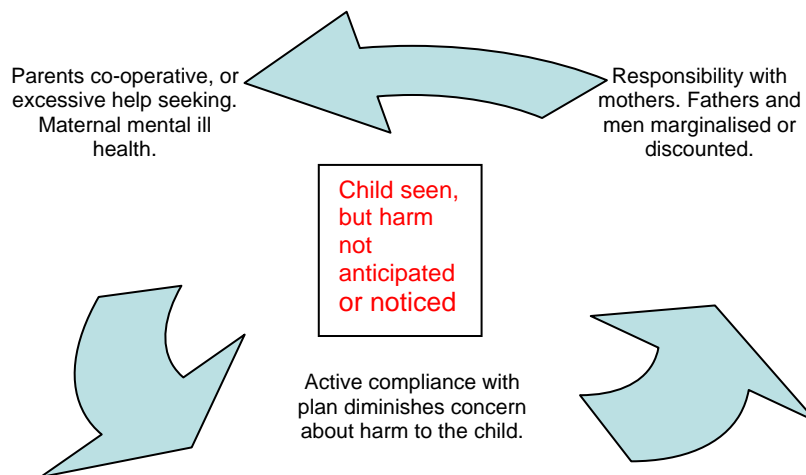 Parents co-operative, or
excessive help seeking.
Maternal mental ill
health.
Responsibility with
mothers. Fathers and
men marginalised or
discounted.
Child seen,
but harm
not
anticipated
or noticed
Active compliance with
plan diminishes concern
about harm to the child.